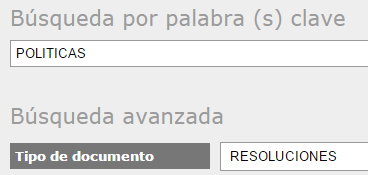 Búsqueda por palabra (s) clave
POLITICAS
Búsqueda avanzada
Tipo de documento RESOLUCIONES